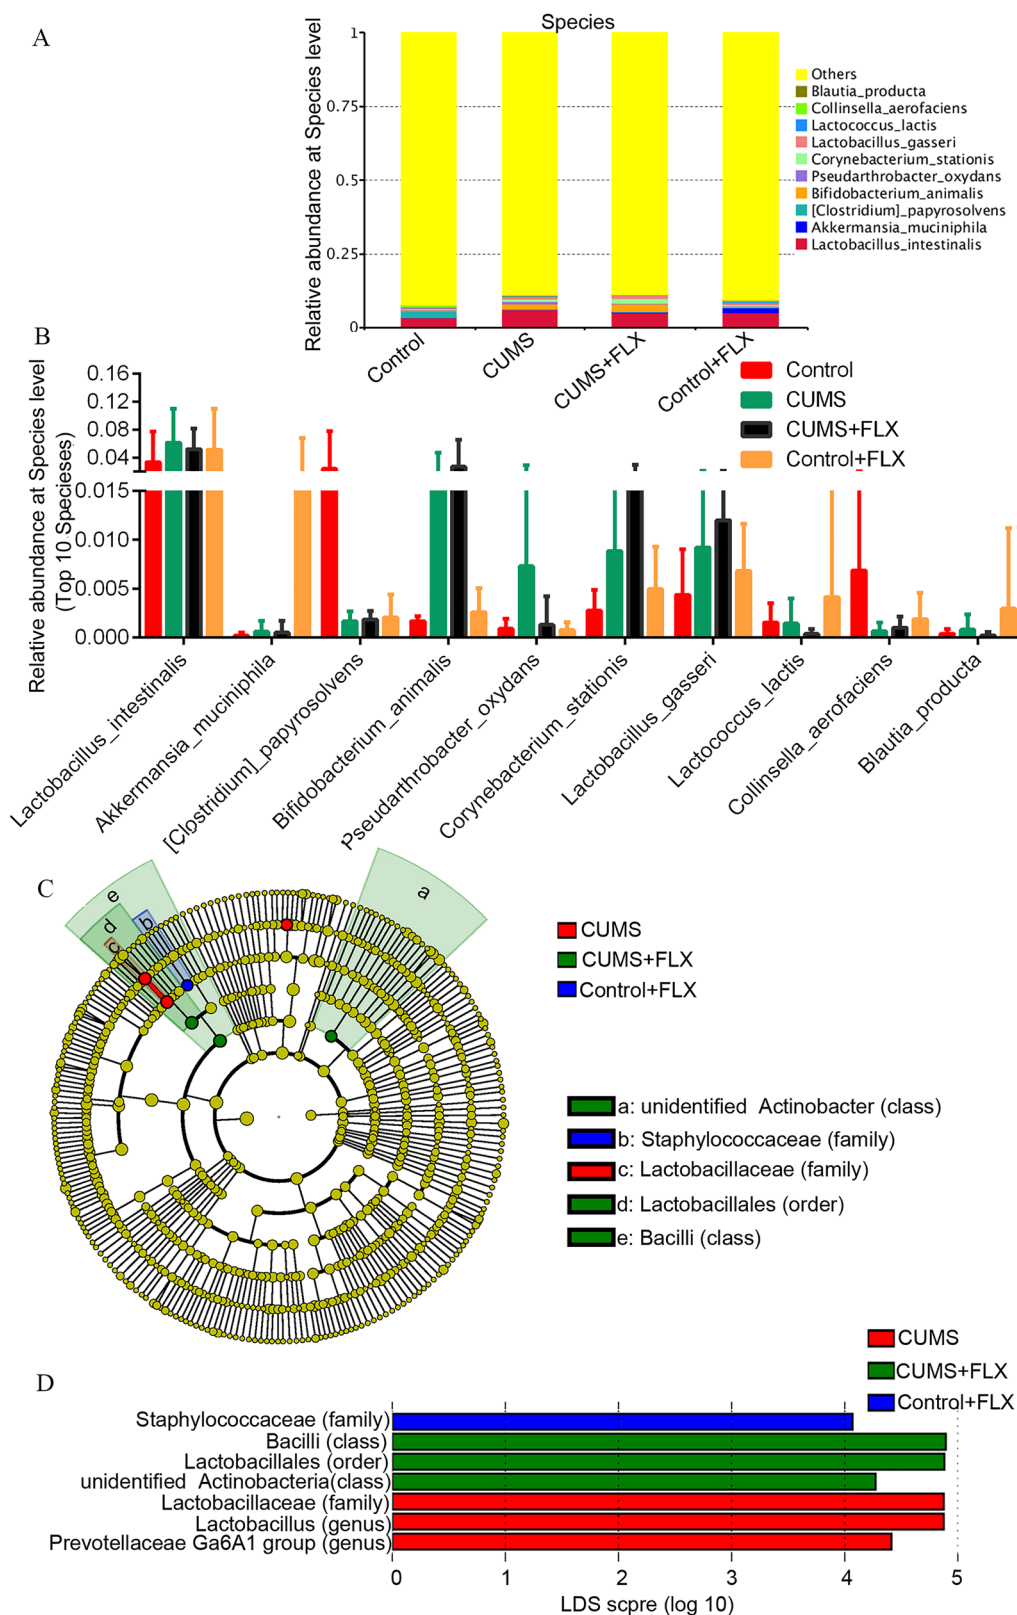 A
Species
Relative abundance at Species level
1
0.75
0.5
0.25
0
Control
CUMS
CUMS+FLX
Control+FLX
Others
Blautia_producta
Collinsella_aerofaciens
Lactococcus_lactis
Lactobacillus_gasseri
Corynebacterium_stationis
Pseudarthrobacter_oxydans
Bifidobacterium_animalis
[Clostridium]_papyrosolvens
Akkermansia_muciniphila
Lactobacillus_intestinalis
B
Relative abundance at Species level
(Top 10 Specieses)
0.16
0.12
0.08
0.04
0.015
0.010
0.005
0.000
Control
CUMS
CUMS+FLX
Control+FLX
Lactobacillus_intestinalis
Akkermansia_muciniphila
[Clostridium]_papyrosolvens
Bifidobacterium_animalis
Pseudarthrobacter_oxydans
Corynebacterium_stationis
Lactobacillus_gasseri
Lactococcus_lactis
Collinsella_aerofaciens
Blautia_producta
C
e
d
c
b
a
CUMS
CUMS+FLX
Control+FLX
a: unidentified Actinobacter (class)
b: Staphylococcaceae (family)
c: Lactobacillaceae (family)
d: Lactobacillales (order)
e: Bacilli (class)
D
CUMS
CUMS+FLX
Control+FLX
Staphylococcaceae (family)
Bacilli (class)
Lactobacillales (order)
unidentified Actinobacteria(class)
Lactobacillaceae (family)
Lactobacillus (genus)
Prevotellaceae Ga6A1 group (genus)
0 1 2 3 4 5
LDS scpre (log 10)